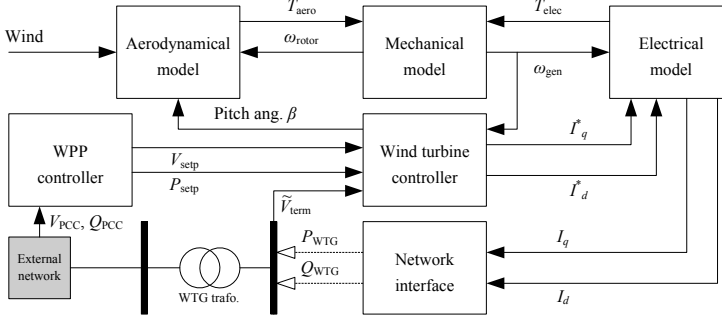 T_aero
T_elec
Wind
Aerodynamical
model
ω_rotor
Mechanical
model
Electrical
model
ω_gen
Pitch ang. β
WPP
controller
V_setp
P_setp
Wind turbine
controller
I*_q
I*_d
Ṽ_term
V_PCC, Q_PCC
External
network
WTG trafo.
P_WTG
Q_WTG
Network
interface
I_q
I_d